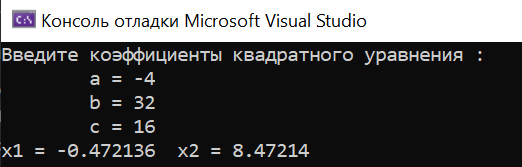 Консоль отладки Microsoft Visual Studio
Введите коэффициенты квадратного уравнения :
a = -4
b = 32
c = 16
x1 = -0.472136  x2 = 8.47214